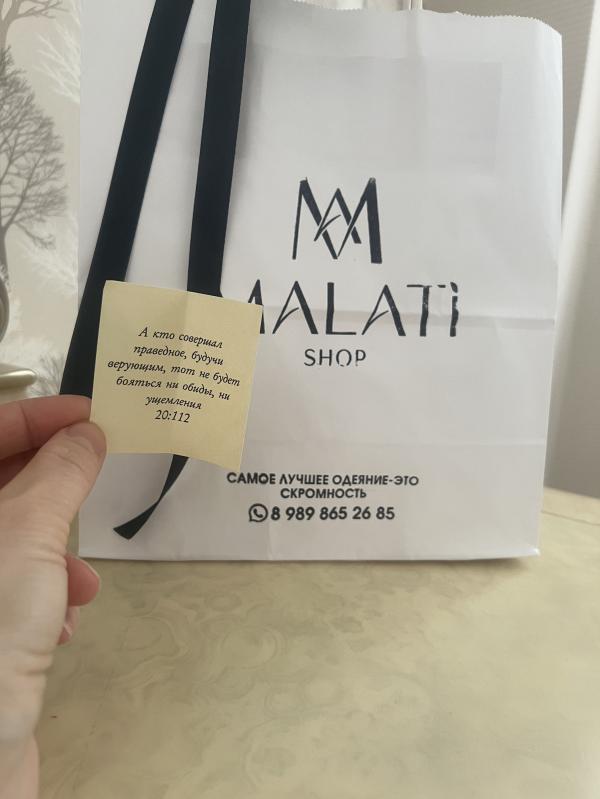 MALATI
SHOP
А кто совершал
праведное, будучи
верующим, тот не будет
бояться ни обиды, ни
ущемления
20:112
САМОЕ ЛУЧШЕЕ ОДЕЯНИЕ-ЭТО
СКРОМНОСТЬ
8 989 865 26 85